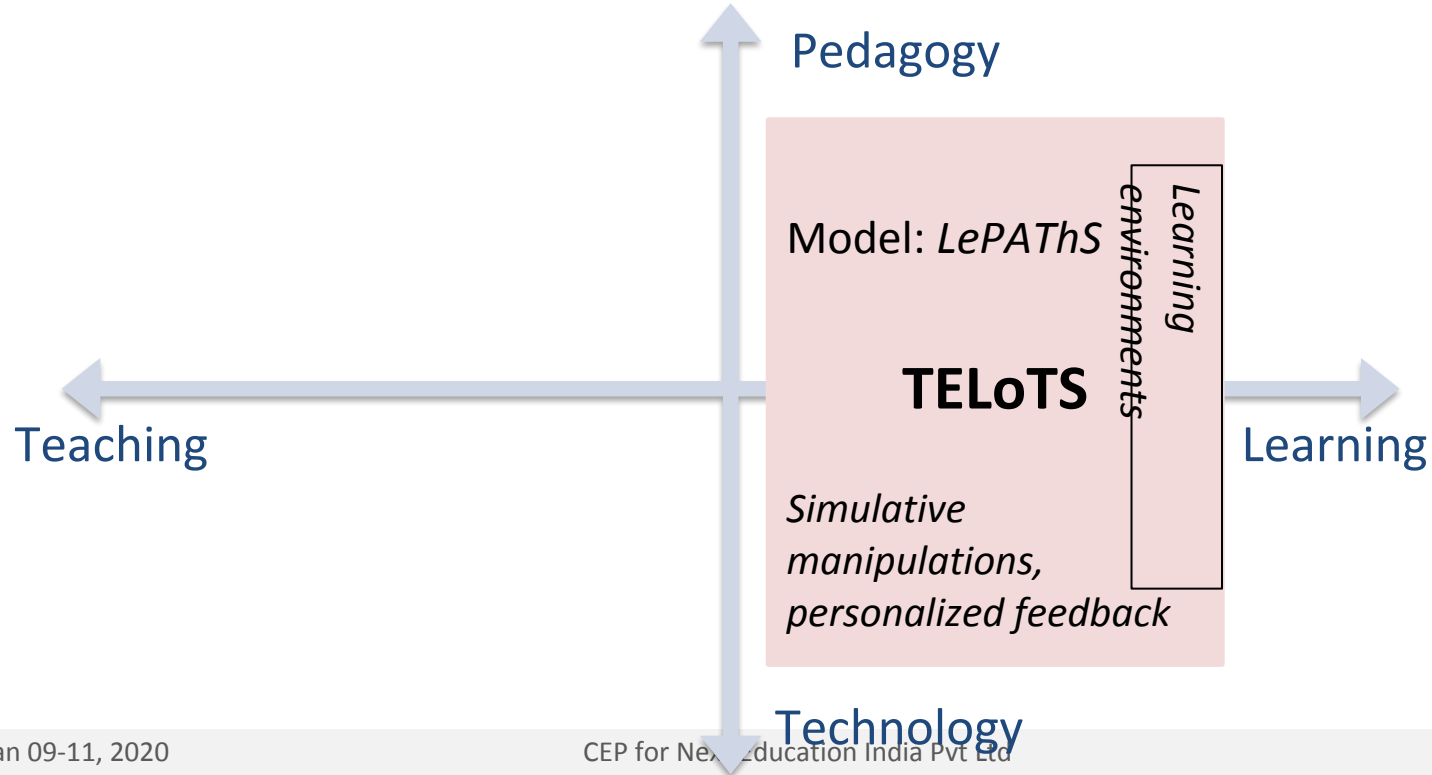 Pedagogy
Model: LePAThS
Learning
environments
TELoTS
Teaching
Learning
Simulative
manipulations,
personalized feedback
Technology
an 09-11, 2020
CEP for Nex Education India Pvt Ltd